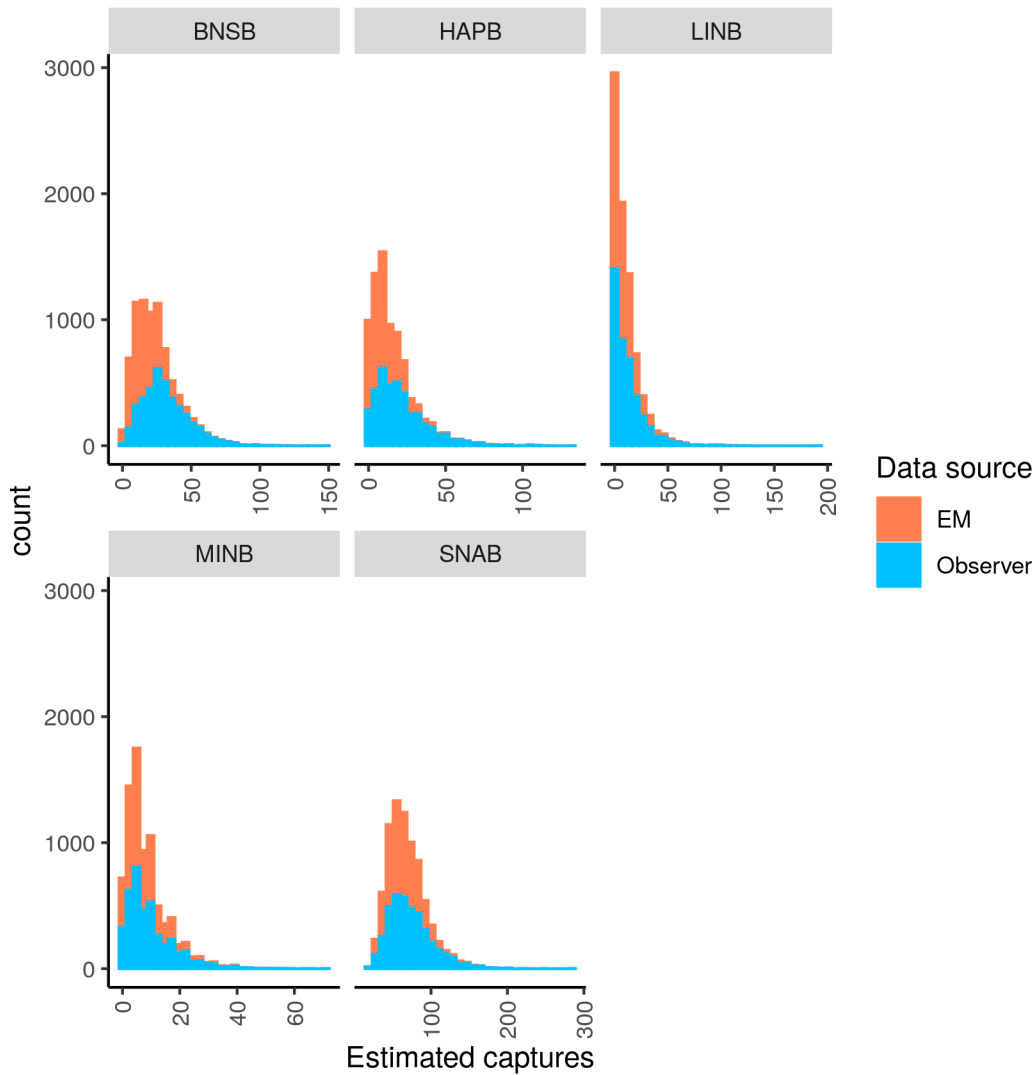 BNSB HAPB LINB
3000
2000
1000
0
0 50 100 150 0 50 100 0 50 100 150 200
count
Data source
EM
Observer
MINB SNAB
3000
2000
1000
0
0 20 40 60 100 200 300
Estimated captures